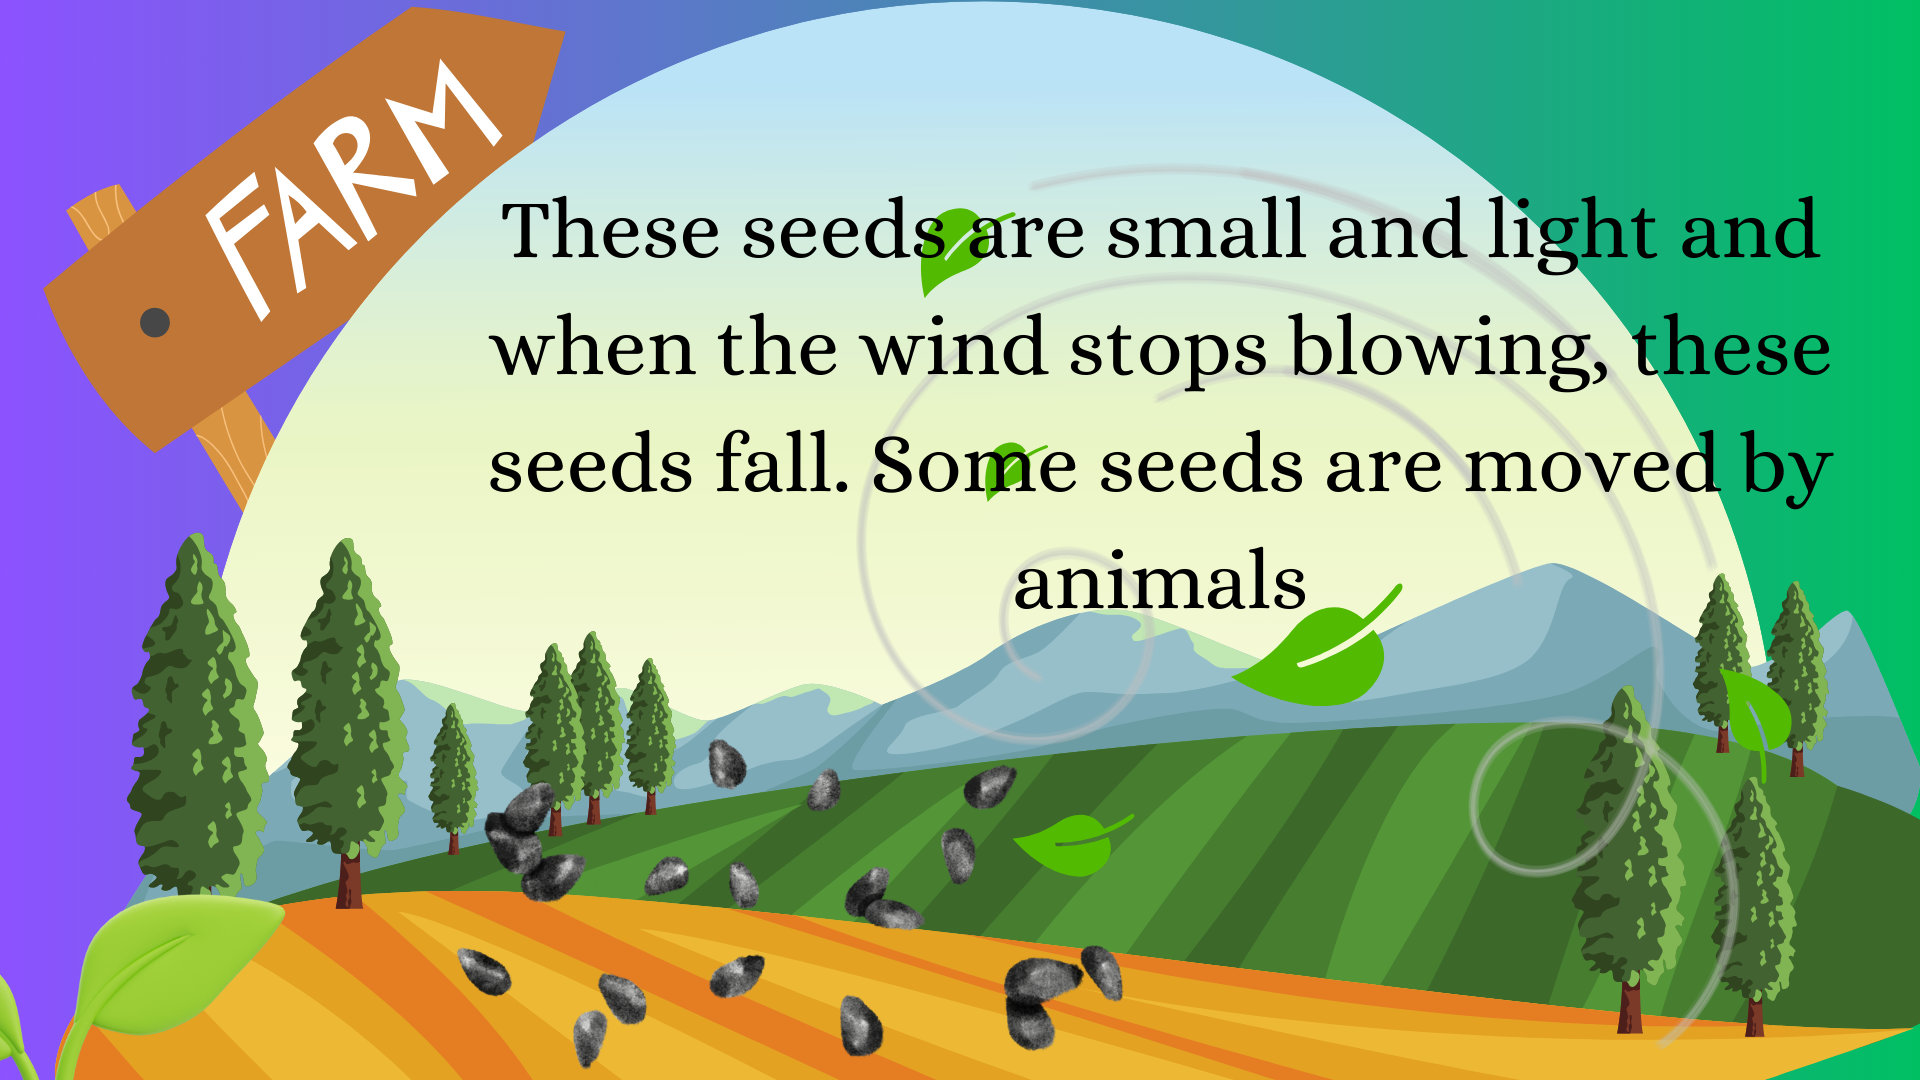 FARM
These seeds are small and light and
when the wind stops blowing, these
seeds fall. Some seeds are moved by
animals